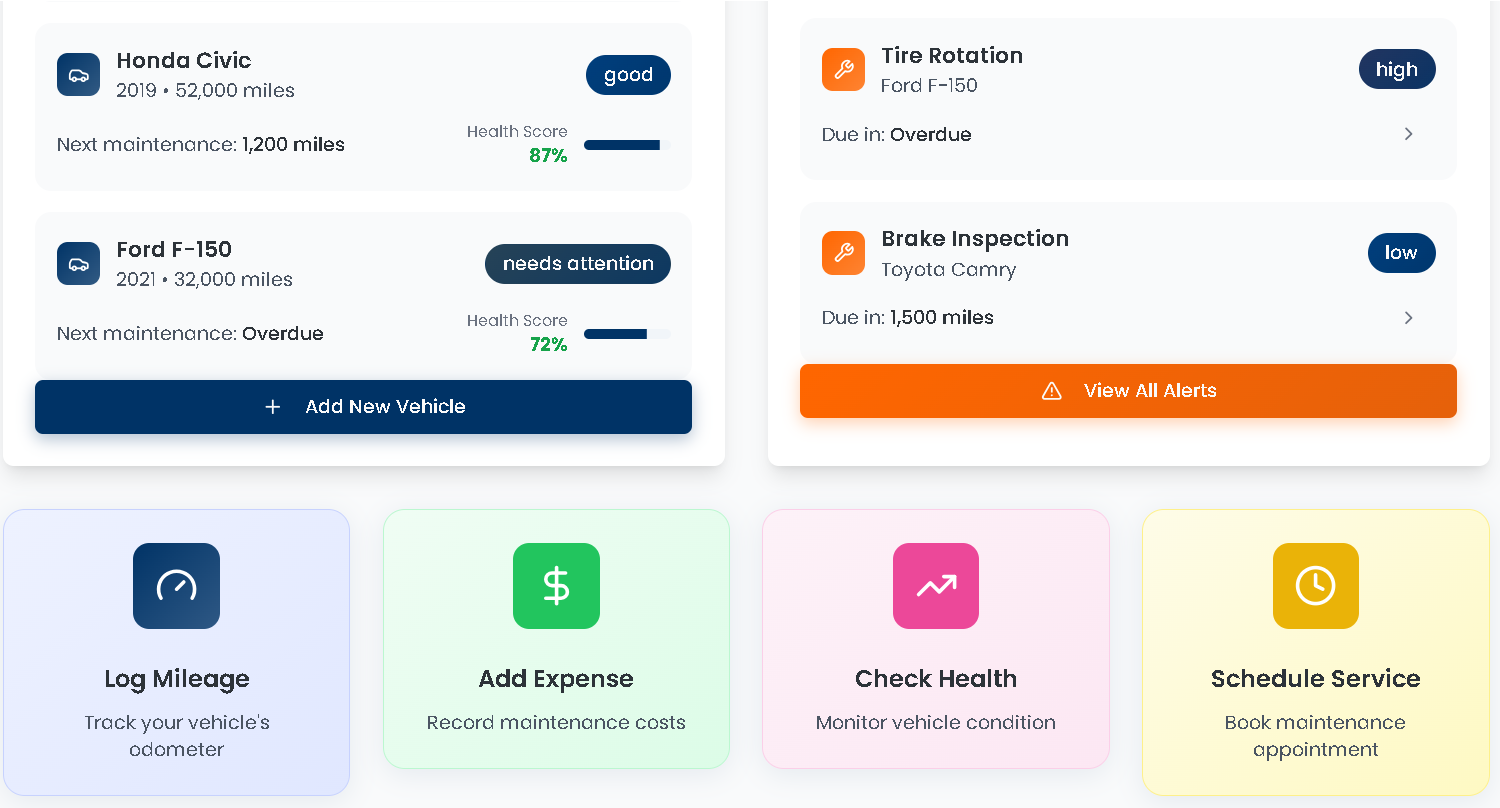 Honda Civic
2019 • 52,000 miles
good
Next maintenance: 1,200 miles
Health Score
87%
Ford F-150
2021 • 32,000 miles
needs attention
Next maintenance: Overdue
Health Score
72%
Add New Vehicle
Tire Rotation
Ford F-150
high
Due in: Overdue
Brake Inspection
Toyota Camry
low
Due in: 1,500 miles
View All Alerts
Log Mileage
Track your vehicle's
odometer
Add Expense
Record maintenance costs
Check Health
Monitor vehicle condition
Schedule Service
Book maintenance
appointment